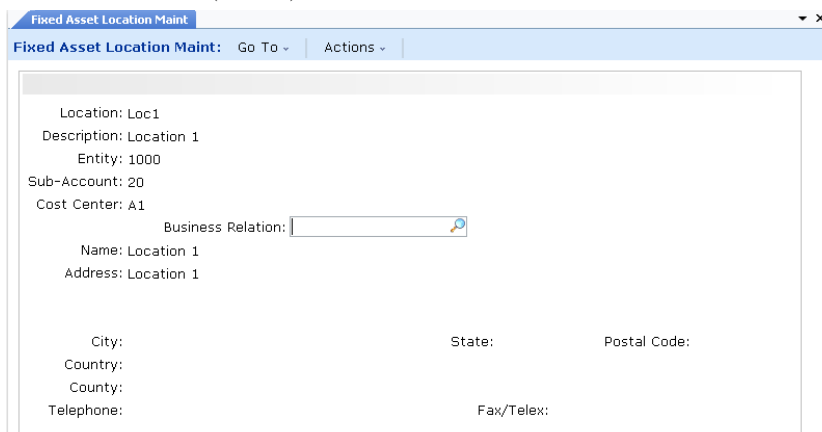 Fixed Asset Location Maint
Fixed Asset Location Maint: Go To Actions
Location: Loc1
Description: Location 1
Entity: 1000
Sub-Account: 20
Cost Center: A1
Business Relation:
Name: Location 1
Address: Location 1
City: State: Postal Code:
Country:
County:
Telephone: Fax/Telex: